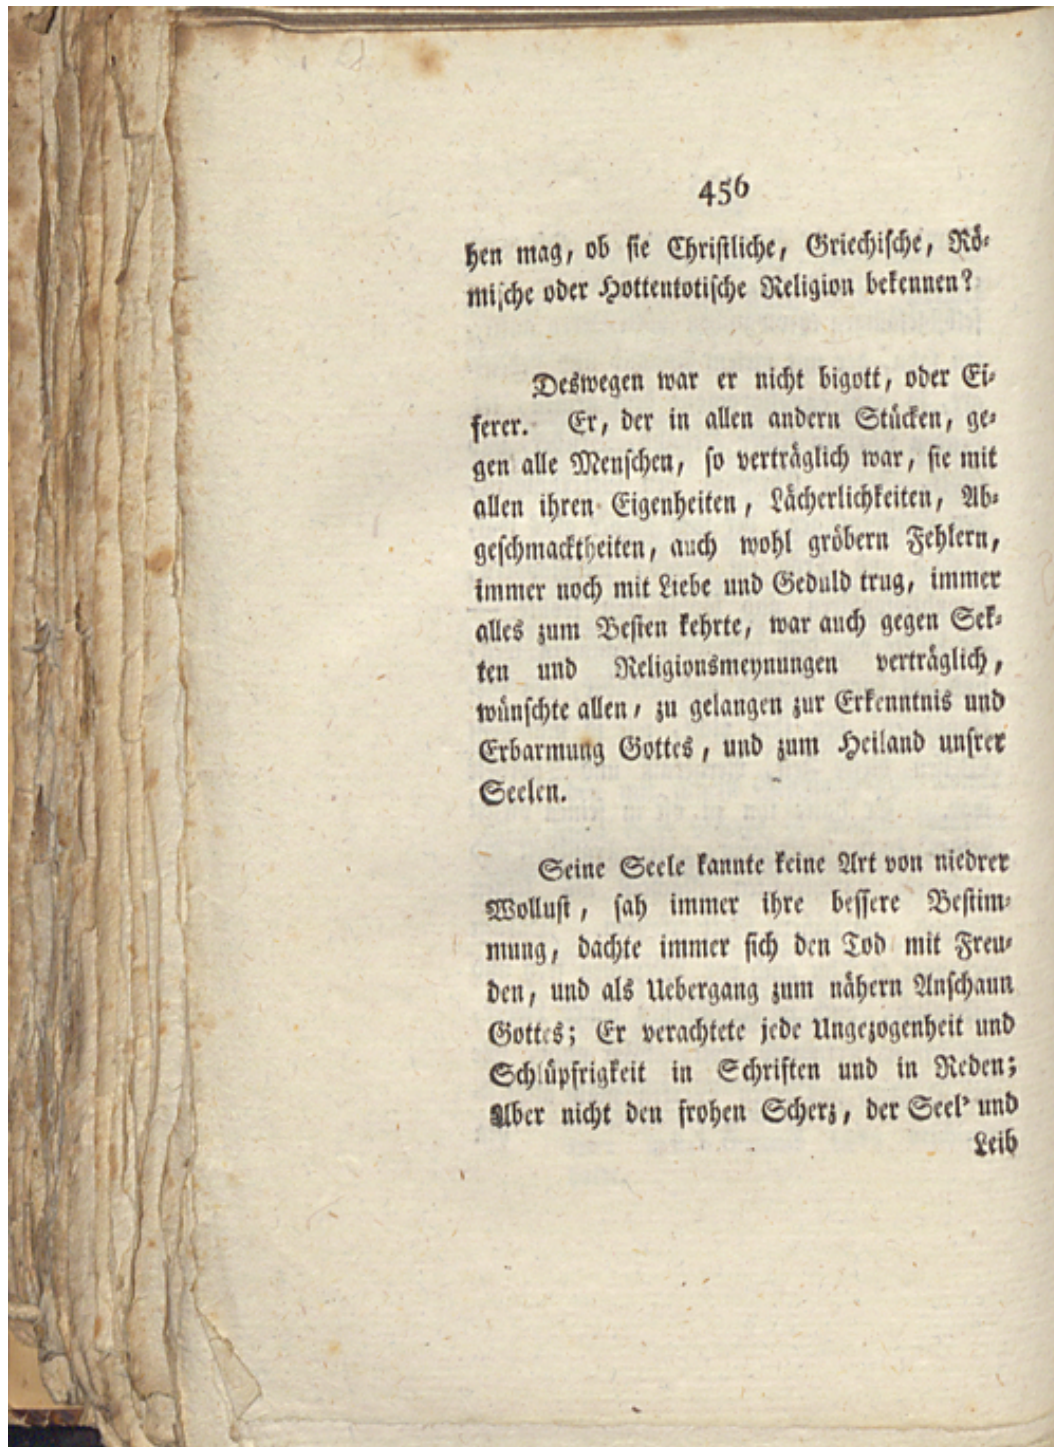 456
hen mag, ob sie Christliche, Griechische, Rö-
mische oder Hottentotische Religion bekennen?
Deswegen war er nicht bigott, oder Ei-
ferer. Er, der in allen andern Stücken, ge-
gen alle Menschen, so verträglich war, sie mit
allen ihren Eigenheiten, Lächerlichkeiten, Ab-
geschmacktheiten, auch wohl gröbern Fehlern,
immer noch mit Liebe und Geduld trug, immer
alles zum Besten kehrte, war auch gegen Sek-
ten und Religionsmeynungen verträglich,
wünschte allen, zu gelangen zur Erkenntnis und
Erbarmung Gottes, und zum Heiland unsrer
Seelen.
Seine Seele kannte keine Art von niedrer
Wollust, sah immer ihre bessere Bestim-
mung, dachte immer sich den Tod mit Freu-
den, und als Uebergang zum nähern Anschaun
Gottes; Er verachtete jede Ungezogenheit und
Schlüpfrigkeit in Schriften und in Reden;
Aber nicht den frohen Scherz, der Seel' und
Leib